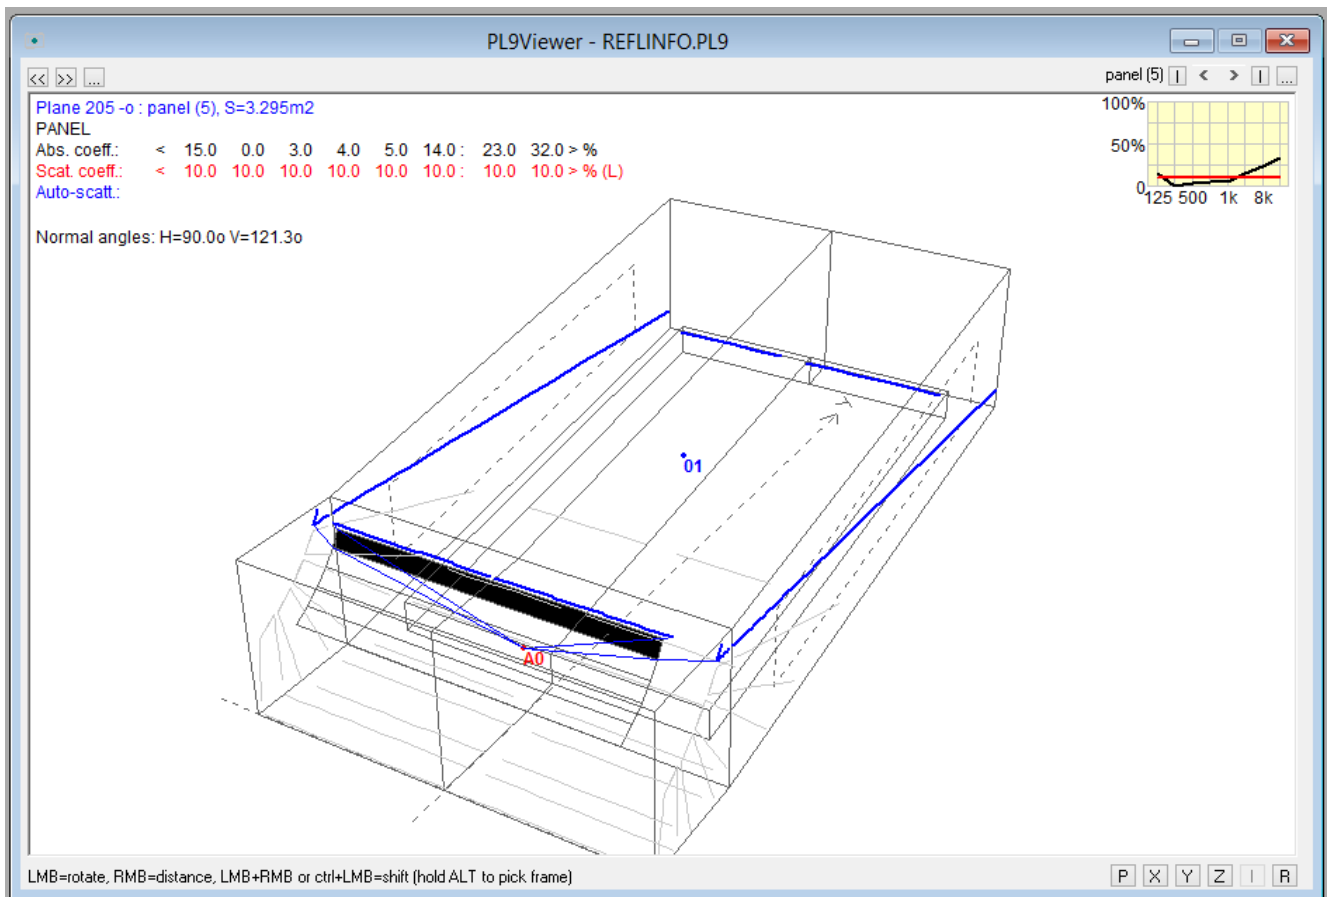 PL9Viewer - REFLINFO.PL9
<< >> ... panel (5) | < > | ...
Plane 205 -o : panel (5), S=3.295m2
PANEL
Abs. coeff.: < 15.0 0.0 3.0 4.0 5.0 14.0 : 23.0 32.0 > %
Scat. coeff.: < 10.0 10.0 10.0 10.0 10.0 10.0 : 10.0 10.0 > % (L)
Auto-scatt.:
Normal angles: H=90.0o V=121.3o
100%
50%
0
125 500 1k 8k
01
A0
LMB=rotate, RMB=distance, LMB+RMB or ctrl+LMB=shift (hold ALT to pick frame)
P X Y Z I R